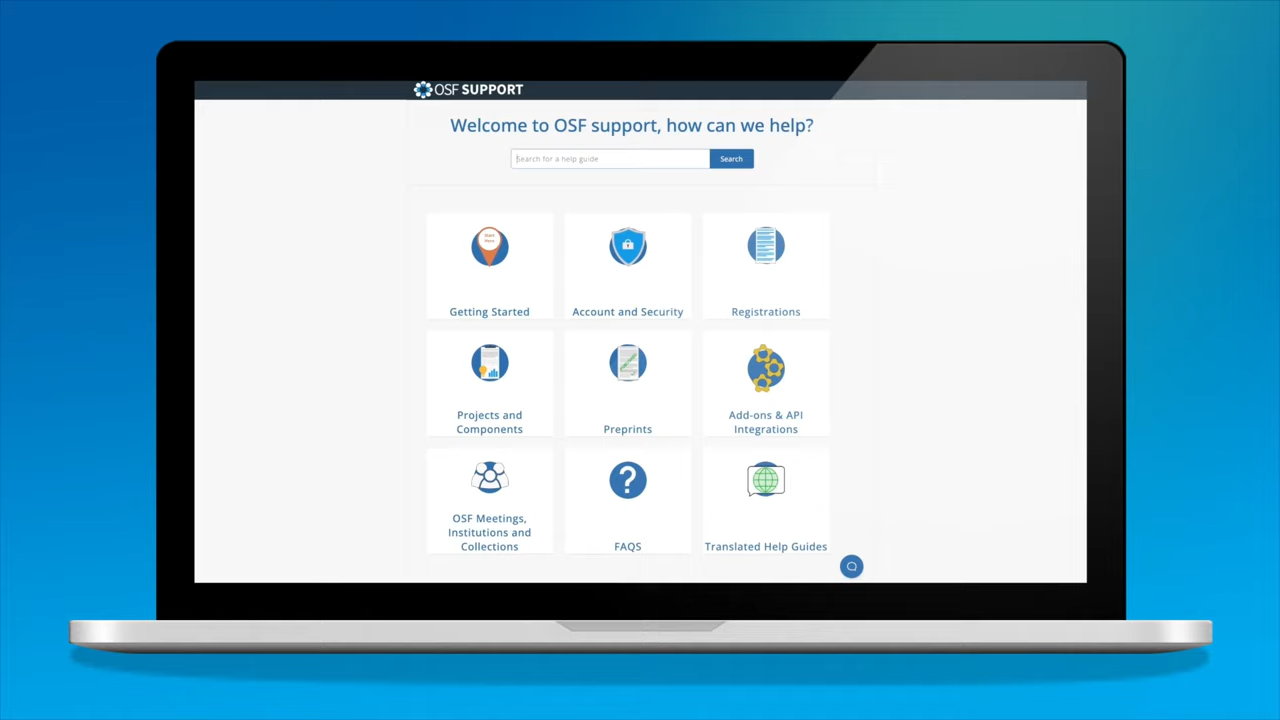 OSF SUPPORT
Welcome to OSF support, how can we help?
Search for a help guide
Search
Start
Here
Getting Started
Account and Security
Registrations
Projects and
Components
Preprints
Add-ons & API
Integrations
OSF Meetings,
Institutions and
Collections
?
FAQS
Translated Help Guides